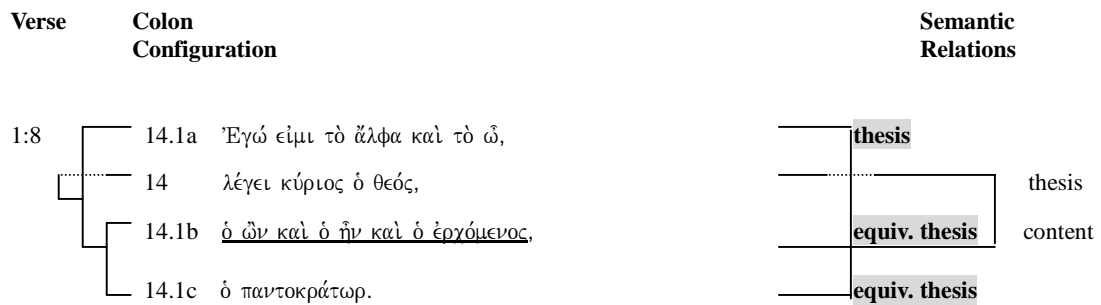 Verse Colon Semantic
Configuration Relations
1:8 14.1a Ἐγώ εἰμι τὸ ἄλφα καὶ τὸ ὦ, thesis
14 λέγει κύριος ὁ θεός, thesis
14.1b ὁ ὢν καὶ ὁ ἦν καὶ ὁ ἐρχόμενος, equiv. thesis content
14.1c ὁ παντοκράτωρ. equiv. thesis